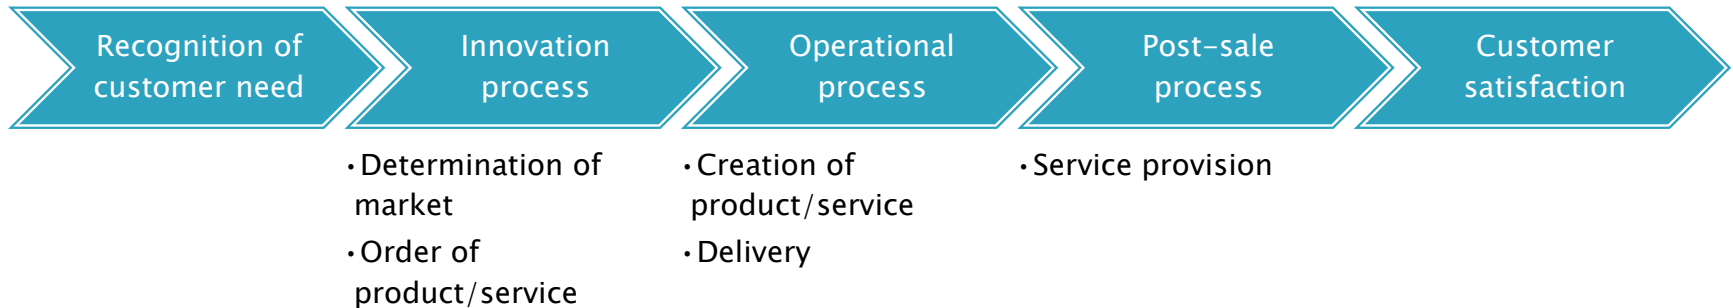 Recognition of
customer need
Innovation
process
Operational
process
Post-sale
process
Customer
satisfaction
•Determination of
market
•Order of
product/service
•Creation of
product/service
•Delivery
•Service provision